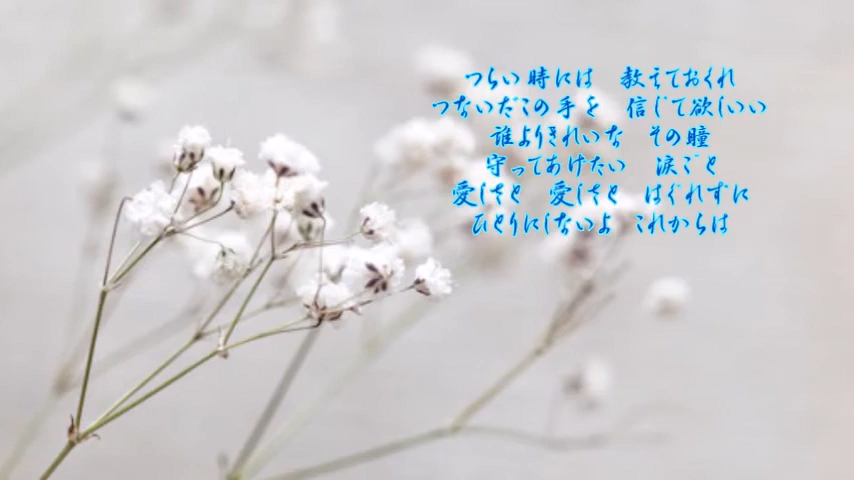 つらい時には　教えておくれ
つないだこの手を　信じて欲しいい
誰よりきれいな　その瞳
守ってあげたい　涙ごと
愛しさと　愛しさと　はぐれずに
ひとりにしないよ　これからは